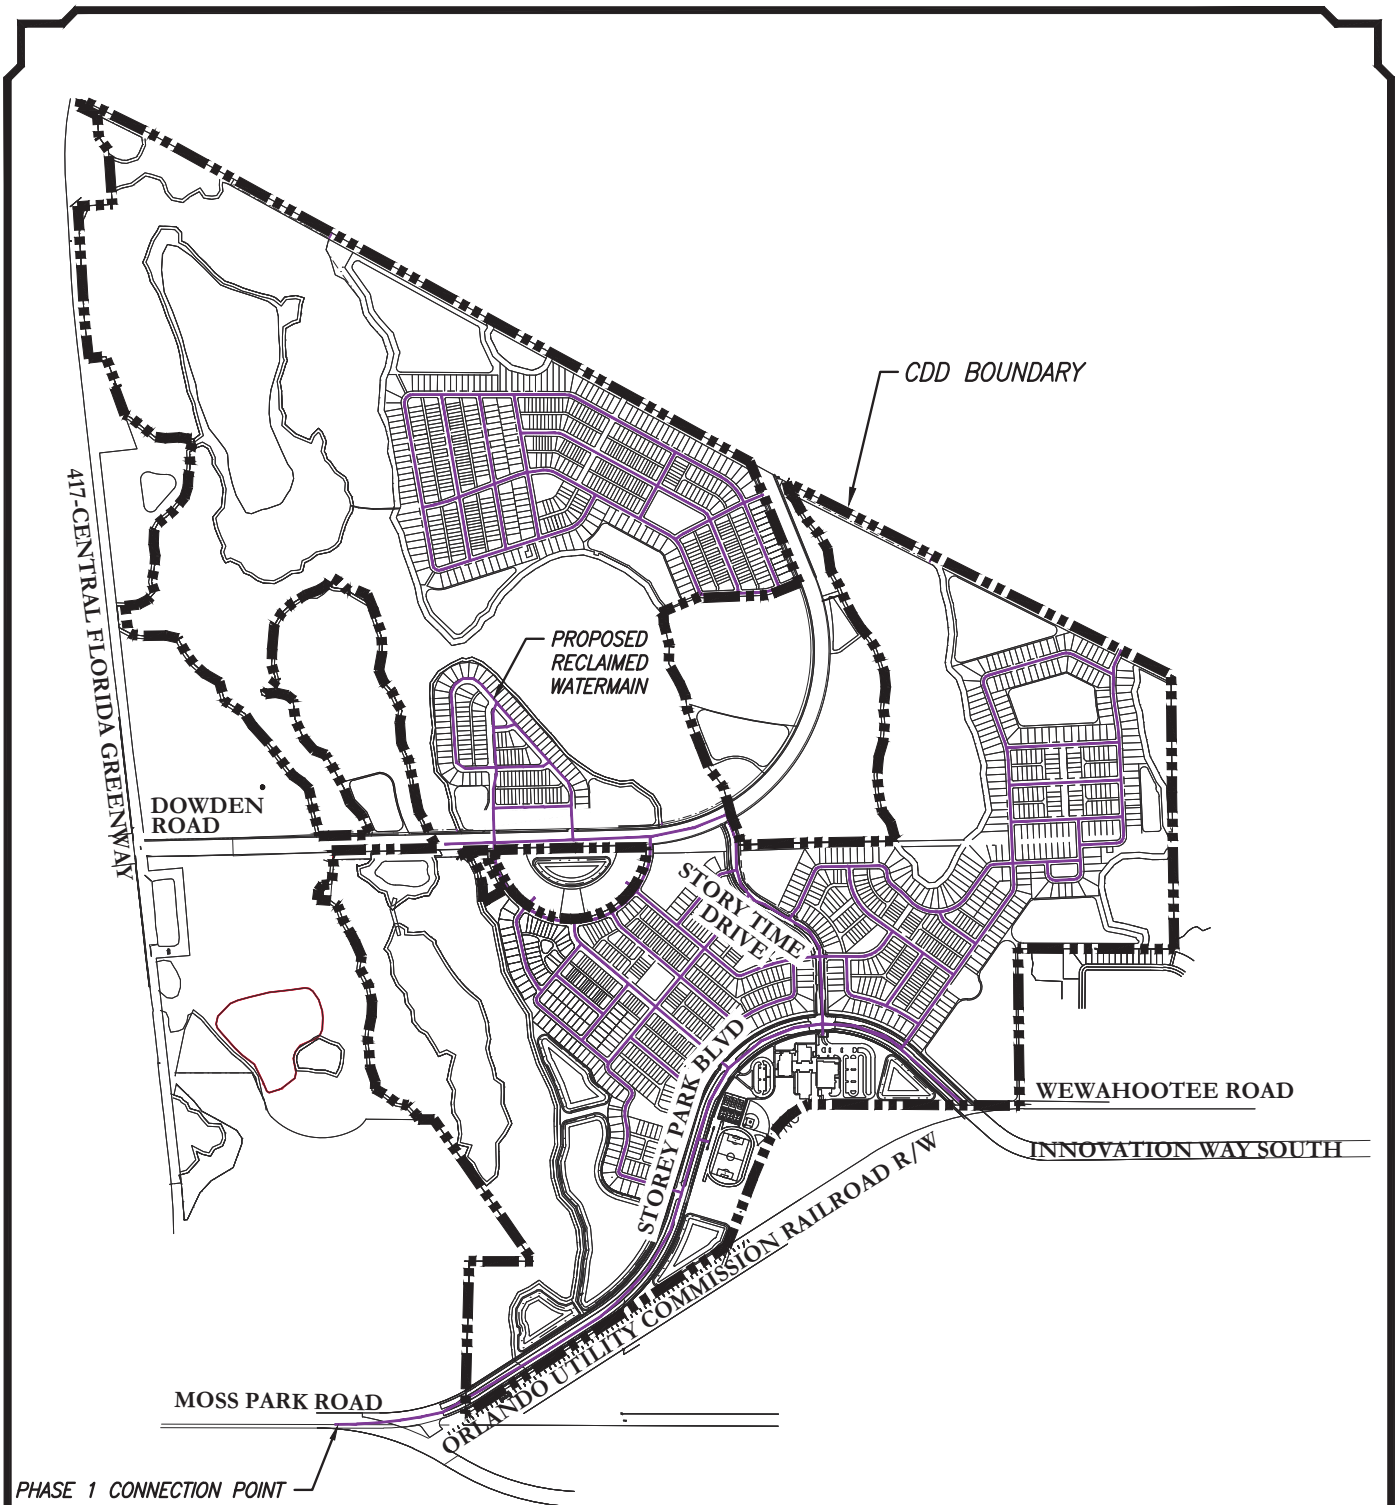 CDD BOUNDARY
417-CENTRAL FLORIDA GREENWAY
PROPOSED
RECLAIMED
WATERMAIN
DOWDEN
ROAD
STORY TIME
DRIVE
STOREY PARK BLVD
WEWAHOOTEE ROAD
INNOVATION WAY SOUTH
ORLANDO UTILITY COMMISSION RAILROAD R/W
MOSS PARK ROAD
PHASE 1 CONNECTION POINT